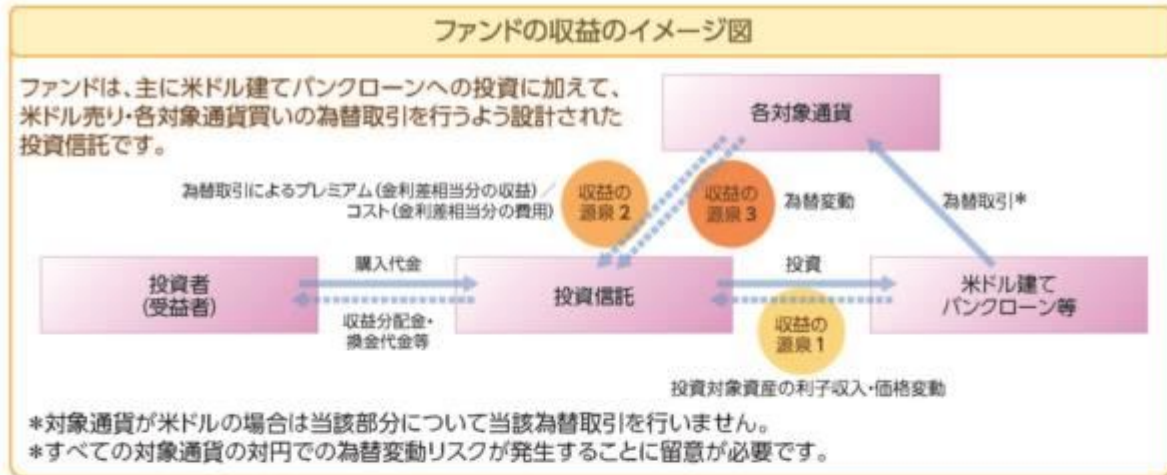 ファンドの収益のイメージ図
ファンドは、主に米ドル建てバンクローンへの投資に加えて、
米ドル売り・各対象通貨買いの為替取引を行うよう設計された
投資信託です。
各対象通貨
為替取引によるプレミアム(金利差相当分の収益)／
コスト(金利差相当分の費用)
収益の
源泉2
収益の
源泉3
為替変動
為替取引*
投資者
(受益者)
購入代金
収益分配金・
換金代金等
投資信託
投資
収益の
源泉1
米ドル建て
バンクローン等
投資対象資産の利子収入・価格変動
*対象通貨が米ドルの場合は当該部分について当該為替取引を行いません。
*すべての対象通貨の対円での為替変動リスクが発生することに留意が必要です。